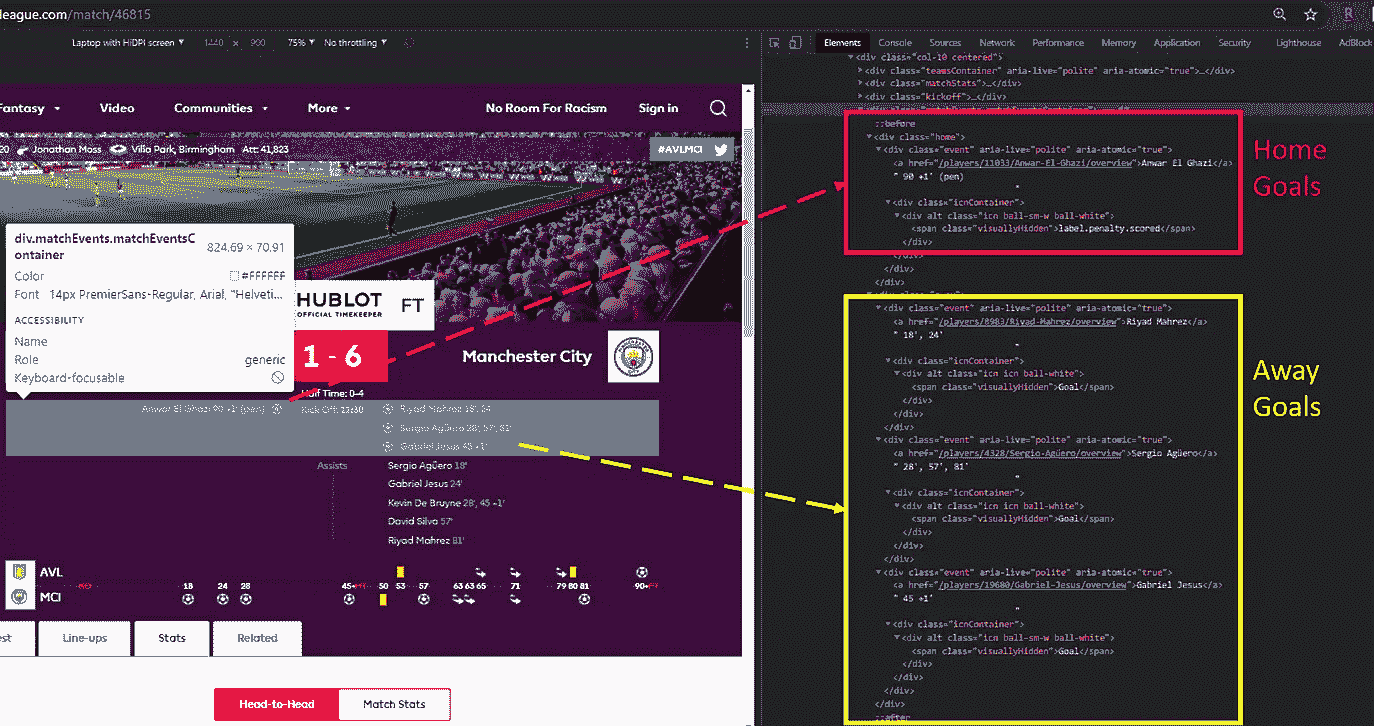 league.com/match/46815
Laptop with HiDPI screen 1440 x 900 75% No throttling
Elements Console Sources Network Performance Memory Application Security Lighthouse AdBlock
Fantasy Video Communities More No Room For Racism Sign in
20 Jonathan Moss Villa Park, Birmingham Att: 41,823
#AVLMCI
div.matchEvents.matchEventsC
ontainer
824.69 × 70.91
Color #FFFFFF
Font 14px PremierSans-Regular, Arial, "Helveti...
ACCESSIBILITY
Name
Role generic
Keyboard-focusable
HUBLOT
OFFICIAL TIMEKEEPER
FT
1 - 6
Manchester City
Half Time: 0-4
Kick Off: 12:30
Anwar El Ghazi 90 +1' (pen)
Riyad Mahrez 18', 24'
Sergio Agüero 28', 57', 81'
Gabriel Jesus 45 +1'
Assists
Sergio Agüero 18'
Gabriel Jesus 24'
Kevin De Bruyne 28', 45 +1'
David Silva 57'
Riyad Mahrez 81'
AVL
KO 18 24 28 45+HT 50 53 57 63 63 65 71 79 80 81 90+FT
MCI
est Line-ups Stats Related
Head-to-Head Match Stats
<div class="col-10 centered">
<div class="teamsContainer" aria-live="polite" aria-atomic="true">…</div>
<div class="matchStats">…</div>
<div class="kickoff">…</div>
::before
<div class="home">
<div class="event" aria-live="polite" aria-atomic="true">
<a href="/players/11033/Anwar-El-Ghazi/overview">Anwar El Ghazi</a>
" 90 +1' (pen)
"
<div class="icnContainer">
<div alt class="icn ball-sm-w ball-white">
<span class="visuallyHidden">label.penalty.scored</span>
</div>
</div>
</div>
</div>
Home
Goals
<div class="event" aria-live="polite" aria-atomic="true">
<a href="/players/8983/Riyad-Mahrez/overview">Riyad Mahrez</a>
" 18', 24'
"
<div class="icnContainer">
<div alt class="icn icn ball-white">
<span class="visuallyHidden">Goal</span>
</div>
</div>
</div>
<div class="event" aria-live="polite" aria-atomic="true">
<a href="/players/4328/Sergio-Agüero/overview">Sergio Agüero</a>
" 28', 57', 81'
"
<div class="icnContainer">
<div alt class="icn icn ball-white">
<span class="visuallyHidden">Goal</span>
</div>
</div>
</div>
<div class="event" aria-live="polite" aria-atomic="true">
<a href="/players/19680/Gabriel-Jesus/overview">Gabriel Jesus</a>
" 45 +1'
"
<div class="icnContainer">
<div alt class="icn ball-sm-w ball-white">
<span class="visuallyHidden">Goal</span>
</div>
</div>
</div>
</div>
::after
Away
Goals